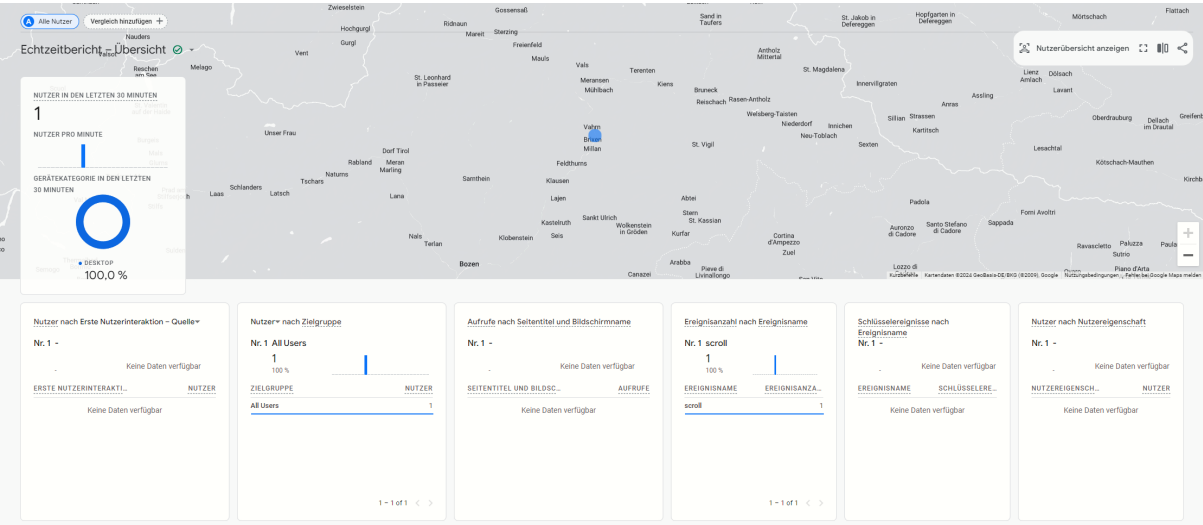 A Alle Nutzer
Vergleich hinzufügen +
Echtzeitbericht – Übersicht
Nutzerübersicht anzeigen
NUTZER IN DEN LETZTEN 30 MINUTEN
1
NUTZER PRO MINUTE
GERÄTEKATEGORIE IN DEN LETZTEN
30 MINUTEN
DESKTOP
100,0 %
Zwieselstein
Gossensaß
Sand in
Taufers
St. Jakob in
Defereggen
Hopfgarten in
Defereggen
Mörtschach
Flattach
Nauders
Hochgurgl
Ridnaun
Mareit
Sterzing
Gurgl
Freienfeld
Vent
Mauls
Antholz
Mittertal
Reschen
am See
Melago
St. Leonhard
in Passeier
Vals
Terenten
St. Magdalena
Lienz
Amlach
Dölsach
Meransen
Mühlbach
Kiens
Bruneck
Reischach
Rasen-Antholz
Innervillgraten
Lavant
Assling
Anras
Welsberg-Taisten
Niederdorf
Innichen
Sillian
Strassen
Oberdrauburg
Dellach
im Drautal
Greifenb
Unser Frau
Vahrn
Brixen
Millan
Neu-Toblach
Kartitsch
Dorf Tirol
St. Vigil
Sexten
Lesachtal
Rabland
Meran
Marling
Feldthurns
Kötschach-Mauthen
Naturns
Tschars
Sarnthein
Klausen
Kirchb
Schlanders
Laas
Latsch
Lana
Lajen
Abtei
Padola
Stern
St. Kassian
Forni Avoltri
Kastelruth
Sankt Ulrich
Wolkenstein
in Gröden
Kurfar
Auronzo
di Cadore
Santo Stefano
di Cadore
Sappada
Nals
Terlan
Klobenstein
Seis
Cortina
d'Ampezzo
Zuel
Ravascletto
Paluzza
Sutrio
Paula
Bozen
Arabba
Canazei
Pieve di
Livinallongo
Lozzo di
Piano d'Arta
Kurzbefehle
Kartendaten ©2024 GeoBasis-DE/BKG (©2009), Google
Nutzungsbedingungen
Fehler bei Google Maps melden
Nutzer nach Erste Nutzerinteraktion – Quelle
Nr. 1 -
-
Keine Daten verfügbar
ERSTE NUTZERINTERAKTI... NUTZER
Keine Daten verfügbar
Nutzer nach Zielgruppe
Nr. 1 All Users
1
100 %
ZIELGRUPPE NUTZER
All Users 1
1 – 1 of 1 < >
Aufrufe nach Seitentitel und Bildschirmname
Nr. 1 -
-
Keine Daten verfügbar
SEITENTITEL UND BILDSC... AUFRUFE
Keine Daten verfügbar
Ereignisanzahl nach Ereignisname
Nr. 1 scroll
1
100 %
EREIGNISNAME EREIGNISANZA...
scroll 1
1 – 1 of 1 < >
Schlüsselereignisse nach
Ereignisname
Nr. 1 -
-
Keine Daten verfügbar
EREIGNISNAME SCHLÜSSELERE...
Keine Daten verfügbar
Nutzer nach Nutzereigenschaft
Nr. 1 -
-
Keine Daten verfügbar
NUTZEREIGENSCH... NUTZER
Keine Daten verfügbar